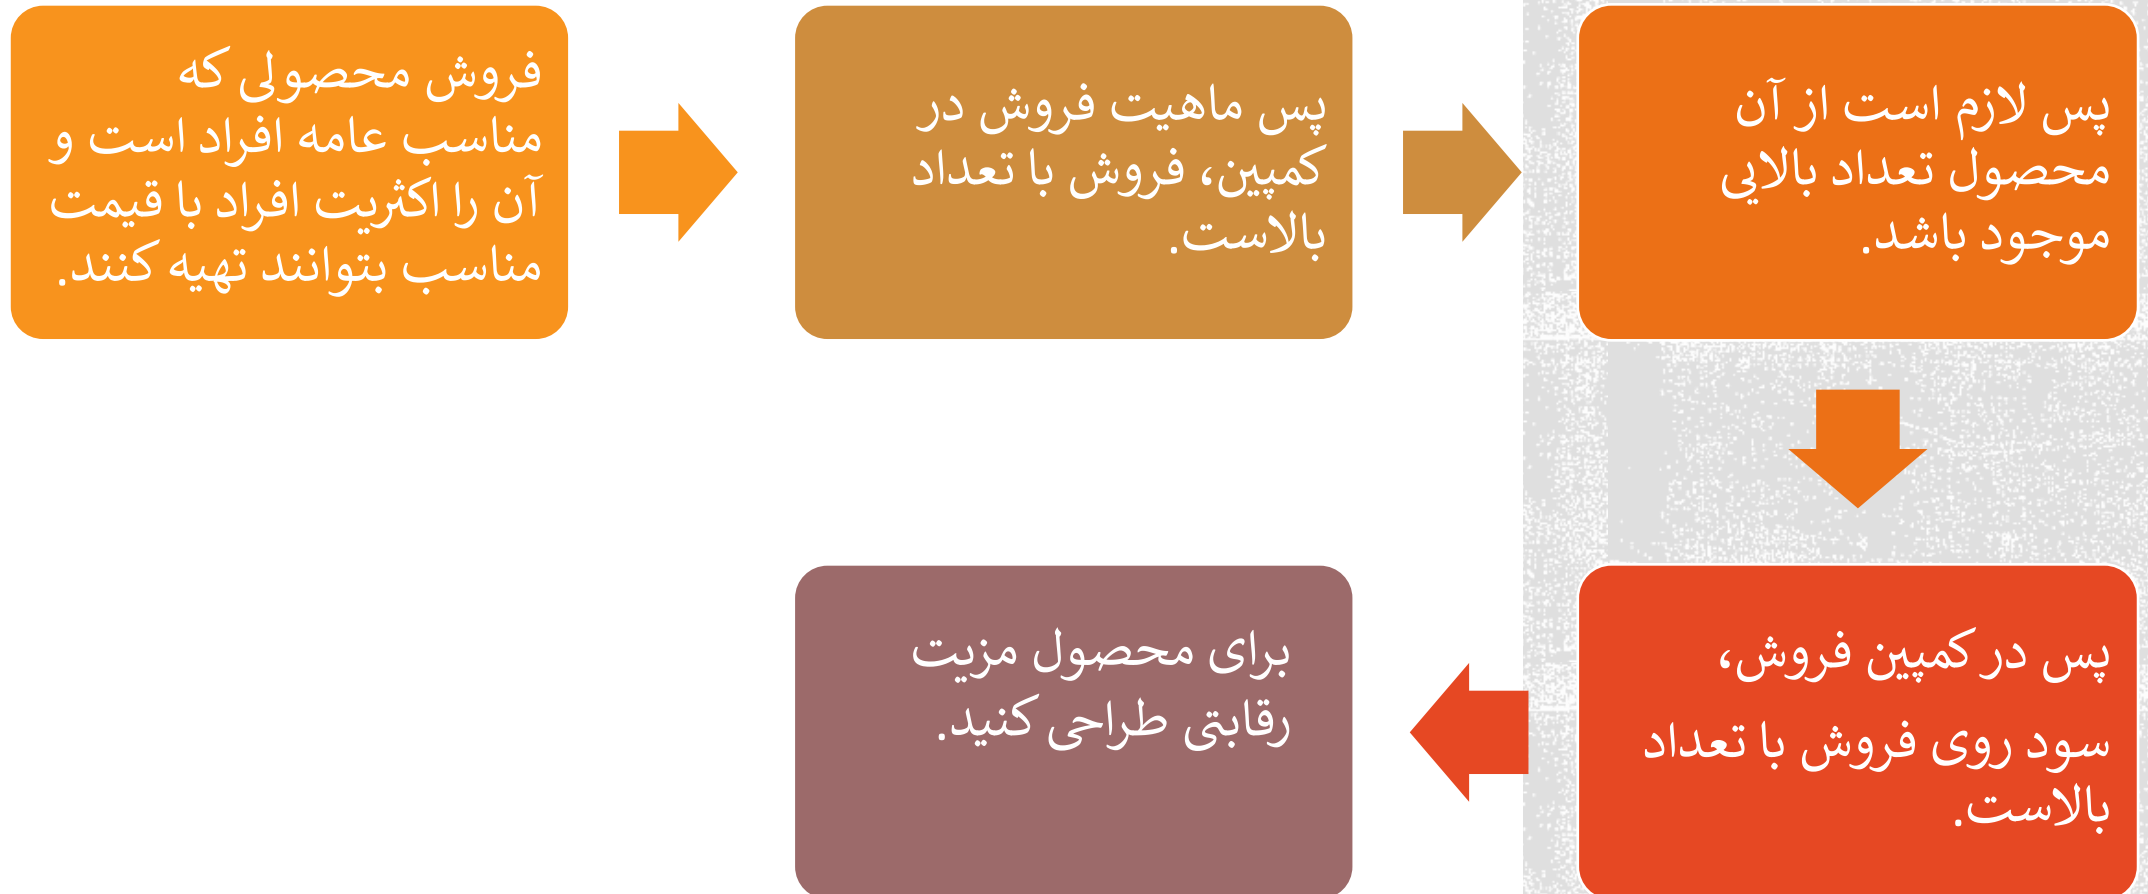 فروش محصولی که
مناسب عامه افراد است و
آن را اکثریت افراد با قیمت
مناسب بتوانند تهیه کنند.
پس ماهیت فروش در
کمپین، فروش با تعداد
بالاست.
پس لازم است از آن
محصول تعداد بالایی
موجود باشد.
پس در کمپین فروش،
سود روی فروش با تعداد
بالاست.
برای محصول مزیت
رقابتی طراحی کنید.